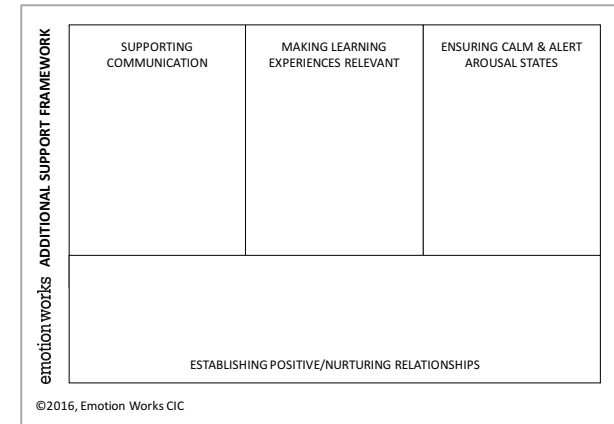 emotion works ADDITIONAL SUPPORT FRAMEWORK
SUPPORTING
COMMUNICATION
MAKING LEARNING
EXPERIENCES RELEVANT
ENSURING CALM & ALERT
AROUSAL STATES
ESTABLISHING POSITIVE/NURTURING RELATIONSHIPS
©2016, Emotion Works CIC